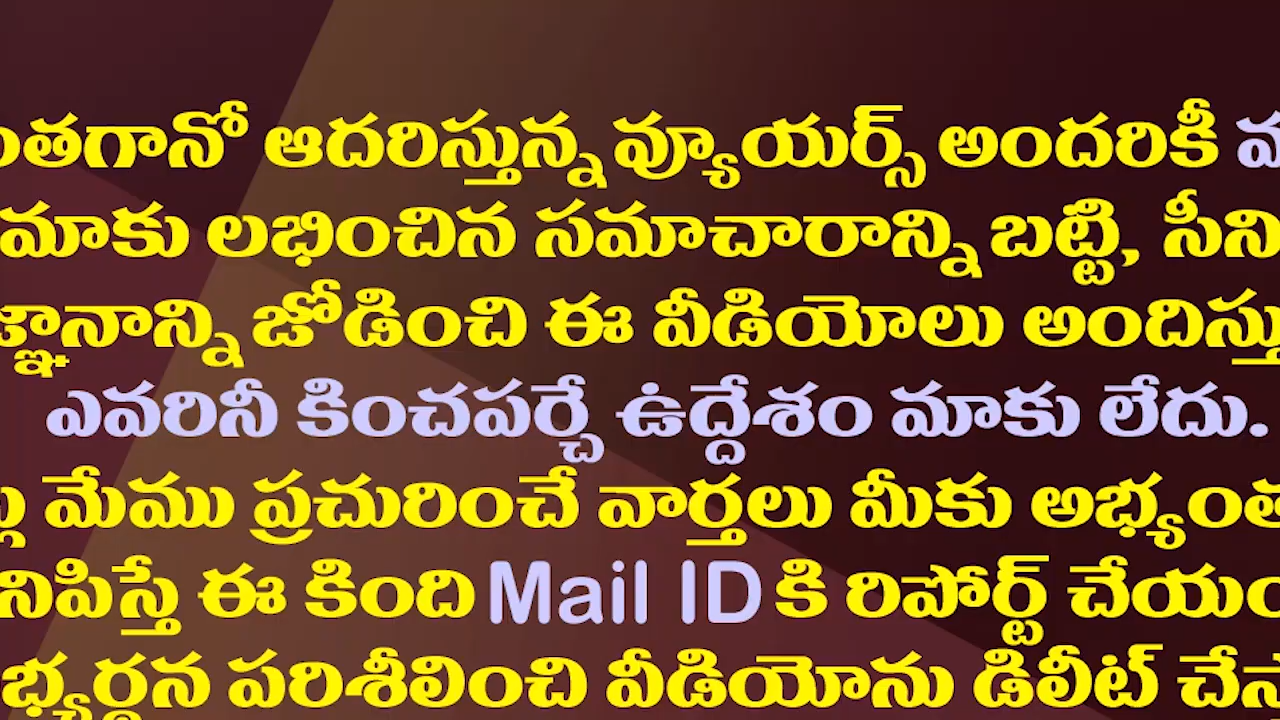 ంతగానో ఆదరిస్తున్న వ్యూయర్స్ అందరికీ
మాకు లభించిన సమాచారాన్ని బట్టి, సీని
జ్ఞానాన్ని జోడించి ఈ వీడియోలు అందిస్తు
ఎవరినీ కించపర్చే ఉద్దేశం మాకు లేదు.
మేము ప్రచురించే వార్తలు మీకు అభ్యంత
నిపిస్తే ఈ కింది Mail ID కి రిపోర్ట్ చేయం
భ్యర్ధన పరిశీలించి వీడియోను డిలీట్ చేస